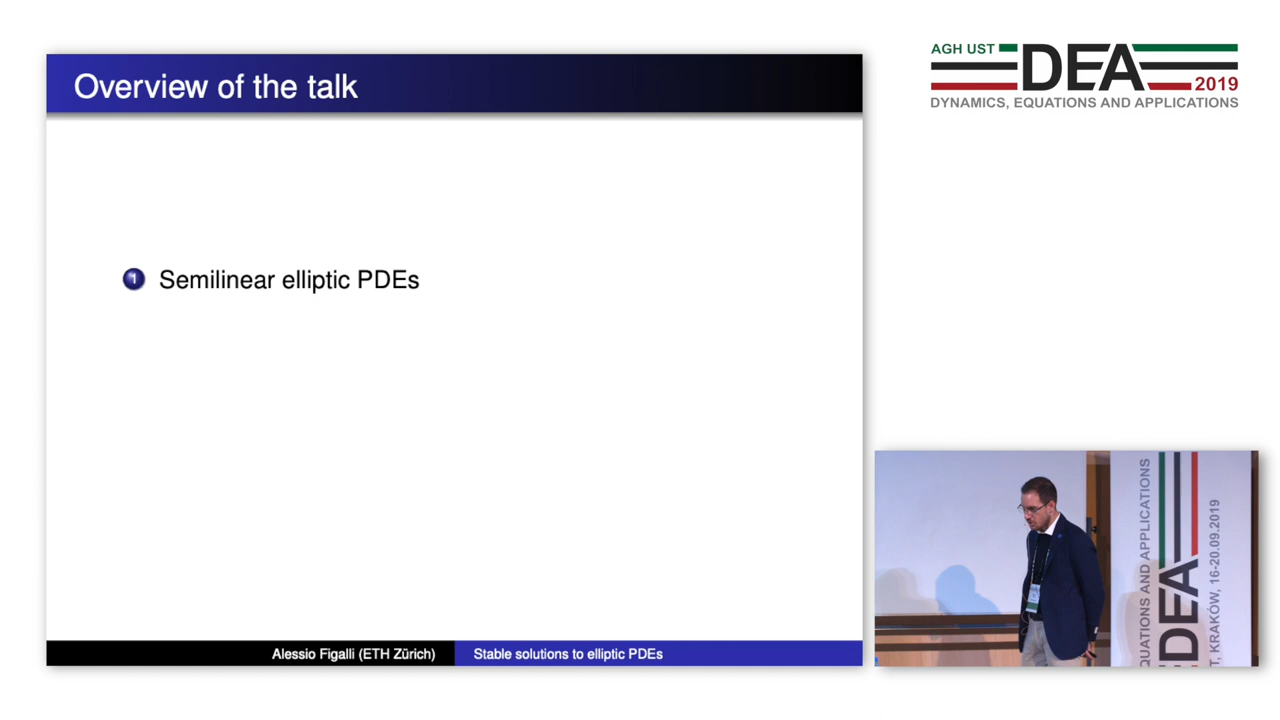 Overview of the talk
1 Semilinear elliptic PDEs
Alessio Figalli (ETH Zürich)
Stable solutions to elliptic PDEs
AGH UST
DEA
2019
DYNAMICS, EQUATIONS AND APPLICATIONS
QUATIONS AND APPLICATIONS
DEA
T, KRAKÓW, 16-20.09.2019